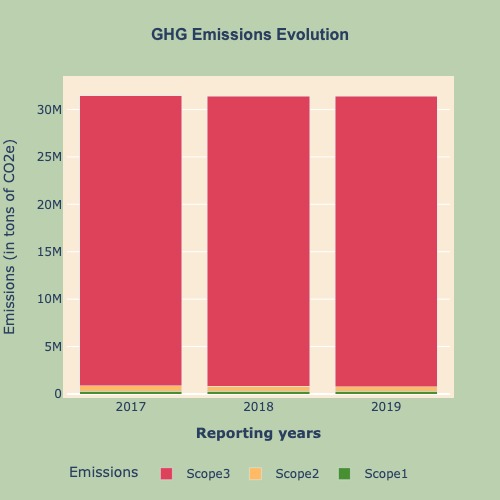 GHG Emissions Evolution
Emissions (in tons of CO2e)
30M
25M
20M
15M
10M
5M
0
2017 2018 2019
Reporting years
Emissions Scope3 Scope2 Scope1